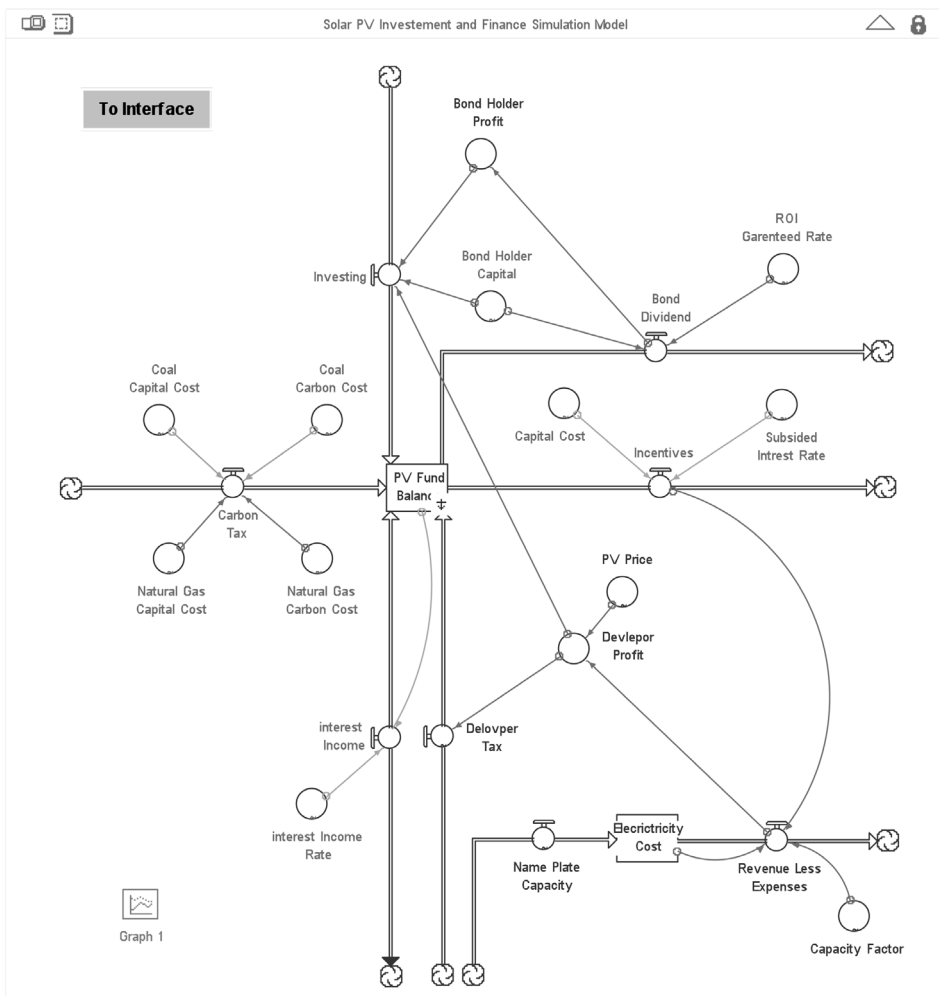 Solar PV Investement and Finance Simulation Model
To Interface
Bond Holder
Profit
ROI
Garenteed Rate
Bond Holder
Capital
Investing
Bond
Dividend
Coal
Capital Cost
Coal
Carbon Cost
Capital Cost
Subsided
Intrest Rate
Incentives
PV Fund
Balanc
Carbon
Tax
Natural Gas
Capital Cost
Natural Gas
Carbon Cost
PV Price
Devlepor
Profit
interest
Income
Delovper
Tax
interest Income
Rate
Elecrictricity
Cost
Name Plate
Capacity
Revenue Less
Expenses
Graph 1
Capacity Factor